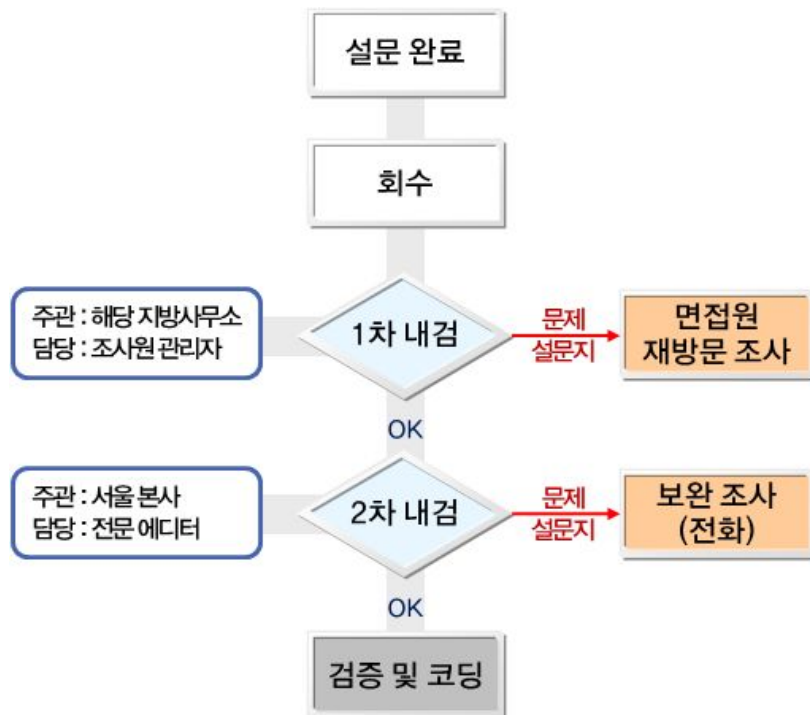 설문 완료
회수
주관 : 해당 지방사무소
담당 : 조사원 관리자
1차 내검
문제
설문지
면접원
재방문 조사
OK
주관 : 서울 본사
담당 : 전문 에디터
2차 내검
문제
설문지
보완 조사
(전화)
OK
검증 및 코딩